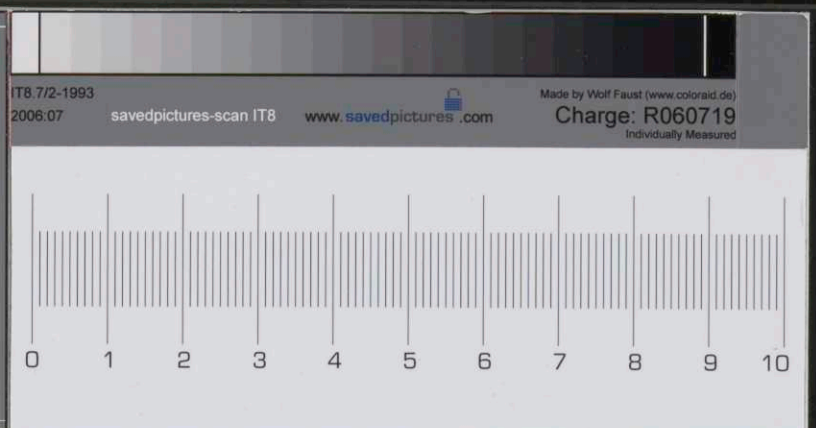 IT8.7/2-1993
2006:07
savedpictures-scan IT8
www.savedpictures.com
Made by Wolf Faust (www.coloraid.de)
Charge: R060719
Individually Measured
0 1 2 3 4 5 6 7 8 9 10